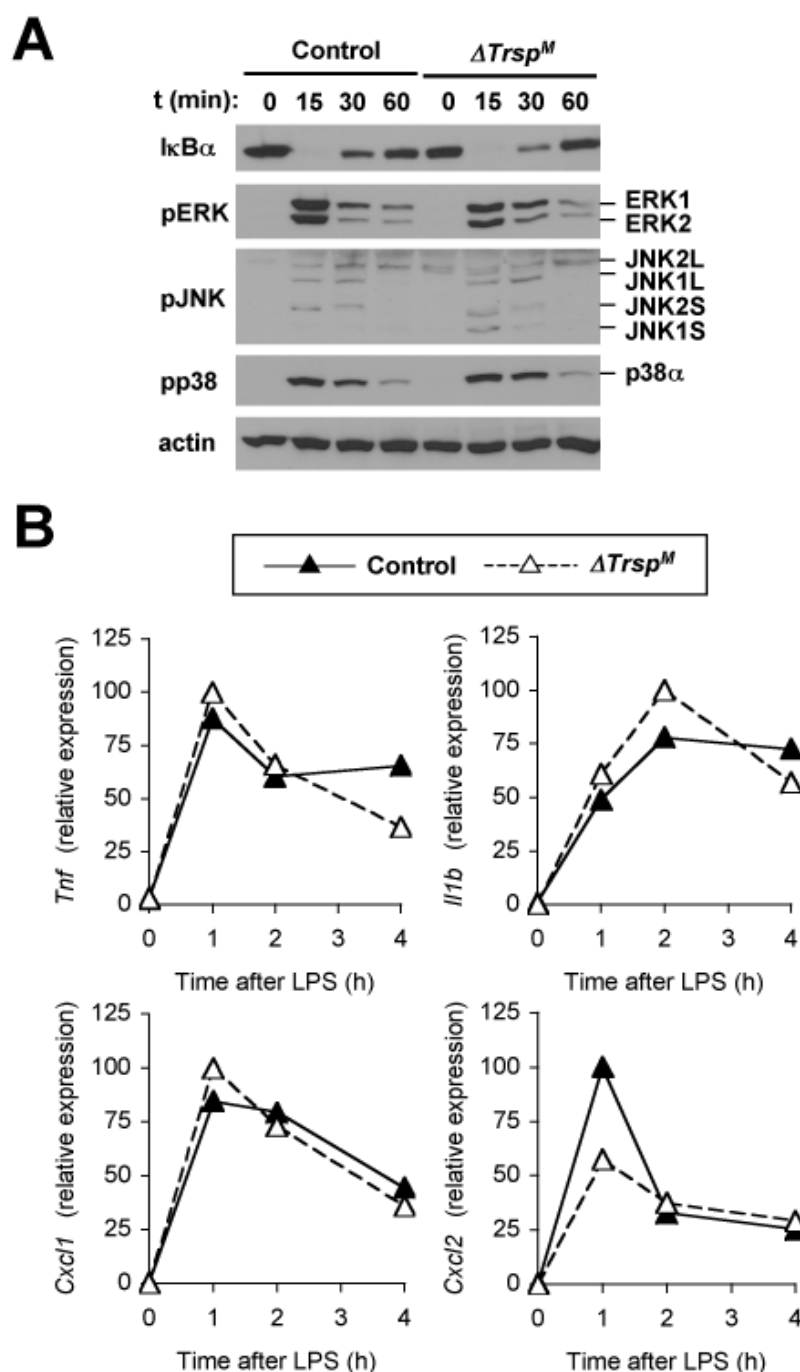 A
Control ΔTrspᴹ
t (min): 0 15 30 60 0 15 30 60
IκBα
pERK
ERK1
ERK2
pJNK
JNK2L
JNK1L
JNK2S
JNK1S
pp38
p38α
actin
B
Control ΔTrspᴹ
Tnf (relative expression)
125
100
75
50
25
0
0 1 2 3 4
Time after LPS (h)
Il1b (relative expression)
125
100
75
50
25
0
0 1 2 3 4
Time after LPS (h)
Cxcl1 (relative expression)
125
100
75
50
25
0
0 1 2 3 4
Time after LPS (h)
Cxcl2 (relative expression)
125
100
75
50
25
0
0 1 2 3 4
Time after LPS (h)